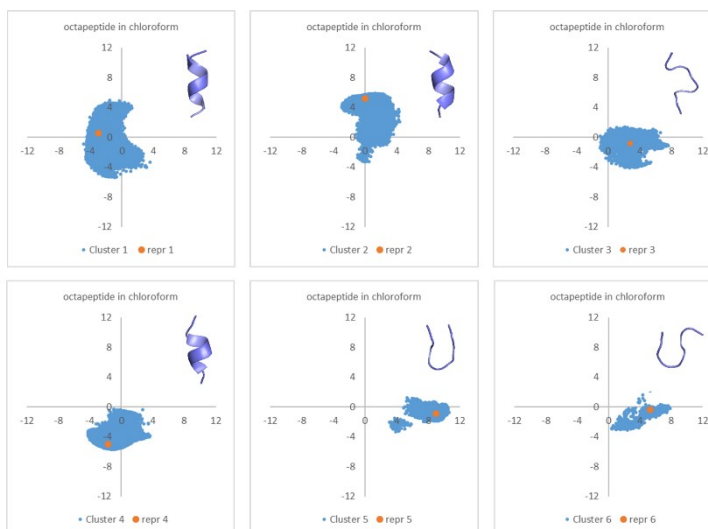 octapeptide in chloroform
12
8
4
0
-12 -8 -4 0 4 8 12
-4
-8
-12
Cluster 1 repr 1
octapeptide in chloroform
12
8
4
0
-12 -8 -4 0 4 8 12
-4
-8
-12
Cluster 2 repr 2
octapeptide in chloroform
12
8
4
0
-12 -8 -4 0 4 8 12
-4
-8
-12
Cluster 3 repr 3
octapeptide in chloroform
12
8
4
0
-12 -8 -4 0 4 8 12
-4
-8
-12
Cluster 4 repr 4
octapeptide in chloroform
12
8
4
0
-12 -8 -4 0 4 8 12
-4
-8
-12
Cluster 5 repr 5
octapeptide in chloroform
12
8
4
0
-12 -8 -4 0 4 8 12
-4
-8
-12
Cluster 6 repr 6